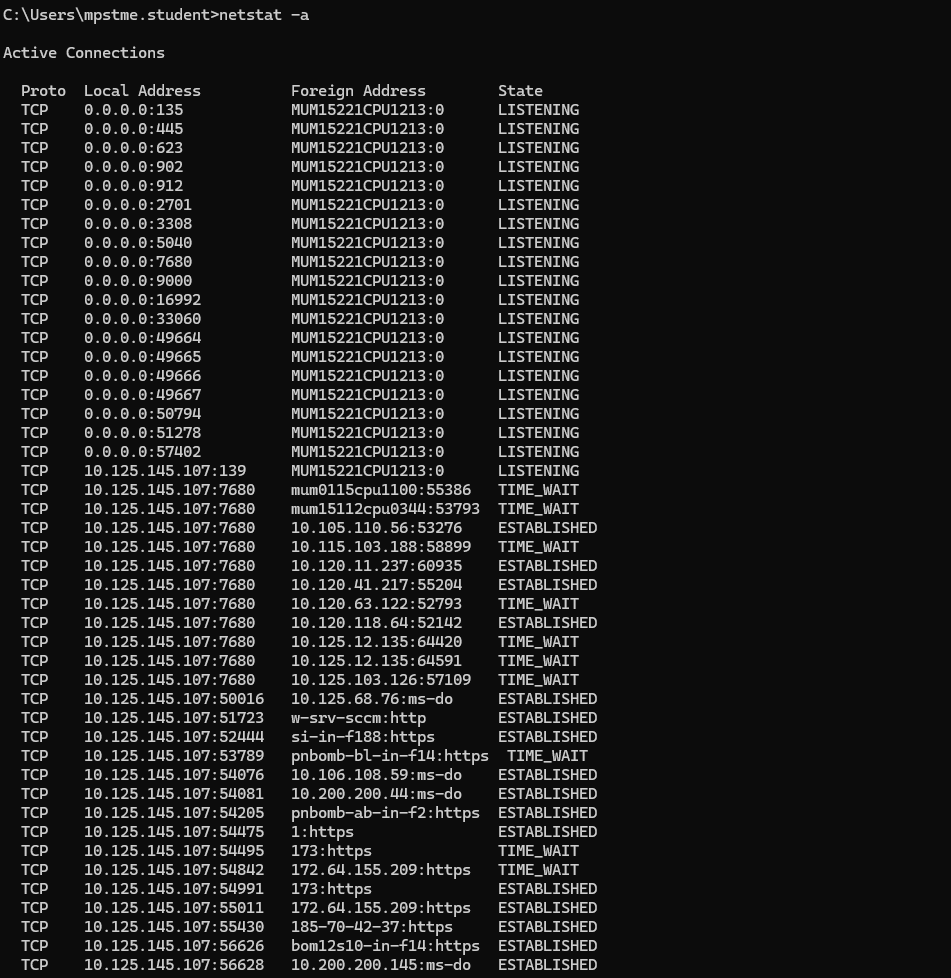 C:\Users\mpstme.student>netstat -a
Active Connections
Proto  Local Address          Foreign Address        State
TCP    0.0.0.0:135            MUM15221CPU1213:0      LISTENING
TCP    0.0.0.0:445            MUM15221CPU1213:0      LISTENING
TCP    0.0.0.0:623            MUM15221CPU1213:0      LISTENING
TCP    0.0.0.0:902            MUM15221CPU1213:0      LISTENING
TCP    0.0.0.0:912            MUM15221CPU1213:0      LISTENING
TCP    0.0.0.0:2701           MUM15221CPU1213:0      LISTENING
TCP    0.0.0.0:3308           MUM15221CPU1213:0      LISTENING
TCP    0.0.0.0:5040           MUM15221CPU1213:0      LISTENING
TCP    0.0.0.0:7680           MUM15221CPU1213:0      LISTENING
TCP    0.0.0.0:9000           MUM15221CPU1213:0      LISTENING
TCP    0.0.0.0:16992          MUM15221CPU1213:0      LISTENING
TCP    0.0.0.0:33060          MUM15221CPU1213:0      LISTENING
TCP    0.0.0.0:49664          MUM15221CPU1213:0      LISTENING
TCP    0.0.0.0:49665          MUM15221CPU1213:0      LISTENING
TCP    0.0.0.0:49666          MUM15221CPU1213:0      LISTENING
TCP    0.0.0.0:49667          MUM15221CPU1213:0      LISTENING
TCP    0.0.0.0:50794          MUM15221CPU1213:0      LISTENING
TCP    0.0.0.0:51278          MUM15221CPU1213:0      LISTENING
TCP    0.0.0.0:57402          MUM15221CPU1213:0      LISTENING
TCP    10.125.145.107:139     MUM15221CPU1213:0      LISTENING
TCP    10.125.145.107:7680    mum0115cpu1100:55386   TIME_WAIT
TCP    10.125.145.107:7680    mum15112cpu0344:53793  TIME_WAIT
TCP    10.125.145.107:7680    10.105.110.56:53276    ESTABLISHED
TCP    10.125.145.107:7680    10.115.103.188:58899   TIME_WAIT
TCP    10.125.145.107:7680    10.120.11.237:60935    ESTABLISHED
TCP    10.125.145.107:7680    10.120.41.217:55204    ESTABLISHED
TCP    10.125.145.107:7680    10.120.63.122:52793    TIME_WAIT
TCP    10.125.145.107:7680    10.120.118.64:52142    ESTABLISHED
TCP    10.125.145.107:7680    10.125.12.135:64420    TIME_WAIT
TCP    10.125.145.107:7680    10.125.12.135:64591    TIME_WAIT
TCP    10.125.145.107:7680    10.125.103.126:57109   TIME_WAIT
TCP    10.125.145.107:50016   10.125.68.76:ms-do     ESTABLISHED
TCP    10.125.145.107:51723   w-srv-sccm:http        ESTABLISHED
TCP    10.125.145.107:52444   si-in-f188:https       ESTABLISHED
TCP    10.125.145.107:53789   pnbomb-bl-in-f14:https  TIME_WAIT
TCP    10.125.145.107:54076   10.106.108.59:ms-do    ESTABLISHED
TCP    10.125.145.107:54081   10.200.200.44:ms-do    ESTABLISHED
TCP    10.125.145.107:54205   pnbomb-ab-in-f2:https  ESTABLISHED
TCP    10.125.145.107:54475   1:https                ESTABLISHED
TCP    10.125.145.107:54495   173:https              TIME_WAIT
TCP    10.125.145.107:54842   172.64.155.209:https   TIME_WAIT
TCP    10.125.145.107:54991   173:https              ESTABLISHED
TCP    10.125.145.107:55011   172.64.155.209:https   ESTABLISHED
TCP    10.125.145.107:55430   185-70-42-37:https     ESTABLISHED
TCP    10.125.145.107:56626   bom12s10-in-f14:https  ESTABLISHED
TCP    10.125.145.107:56628   10.200.200.145:ms-do   ESTABLISHED